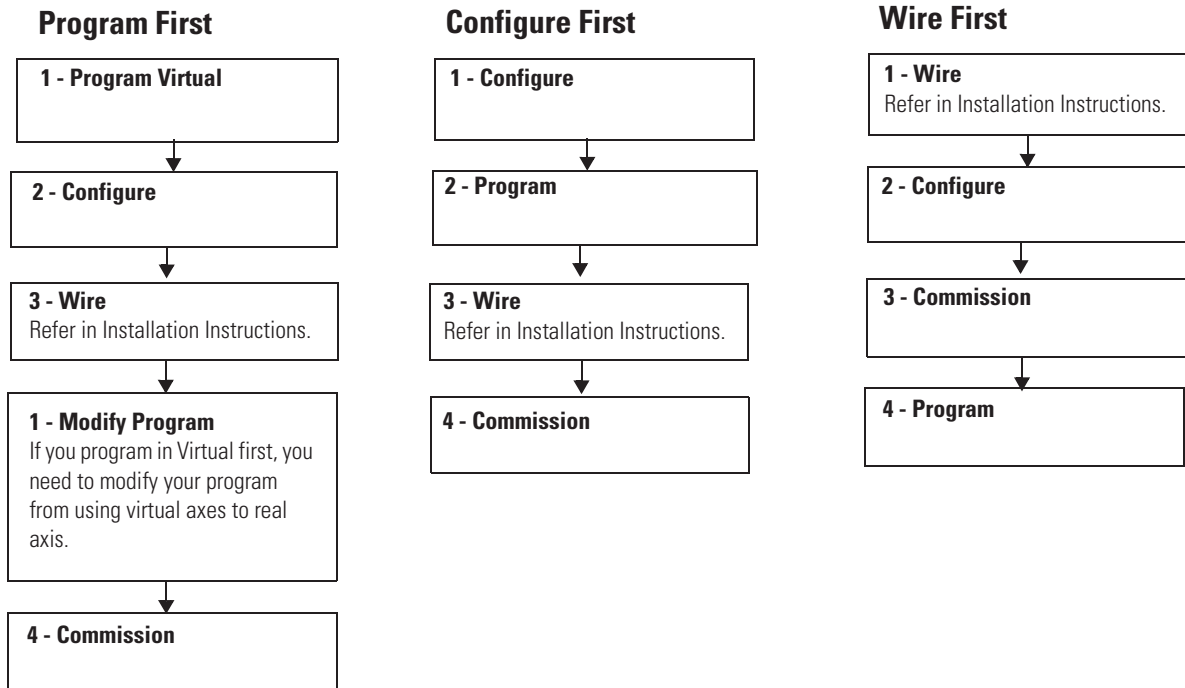 Program First
1 - Program Virtual
2 - Configure
3 - Wire
Refer in Installation Instructions.
1 - Modify Program
If you program in Virtual first, you
need to modify your program
from using virtual axes to real
axis.
4 - Commission
Configure First
1 - Configure
2 - Program
3 - Wire
Refer in Installation Instructions.
4 - Commission
Wire First
1 - Wire
Refer in Installation Instructions.
2 - Configure
3 - Commission
4 - Program